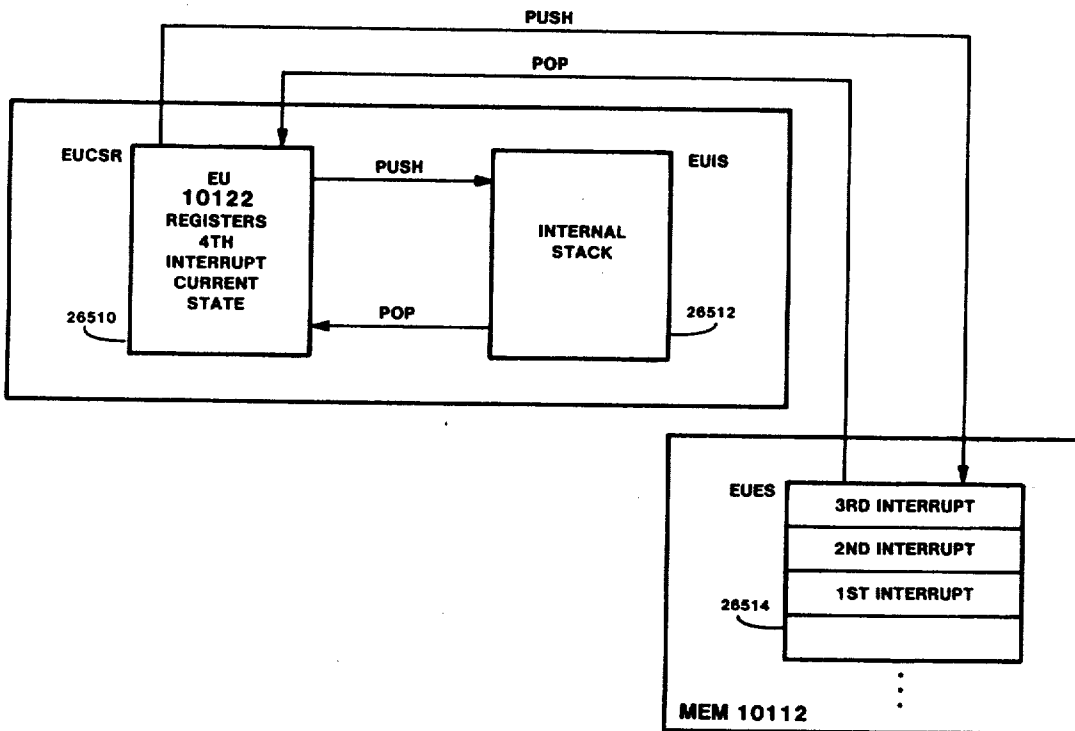 PUSH
POP
EUCSR
EU
10122
REGISTERS
4TH
INTERRUPT
CURRENT
STATE
26510
PUSH
POP
EUIS
INTERNAL
STACK
26512
EUES
3RD INTERRUPT
2ND INTERRUPT
1ST INTERRUPT
26514
MEM 10112